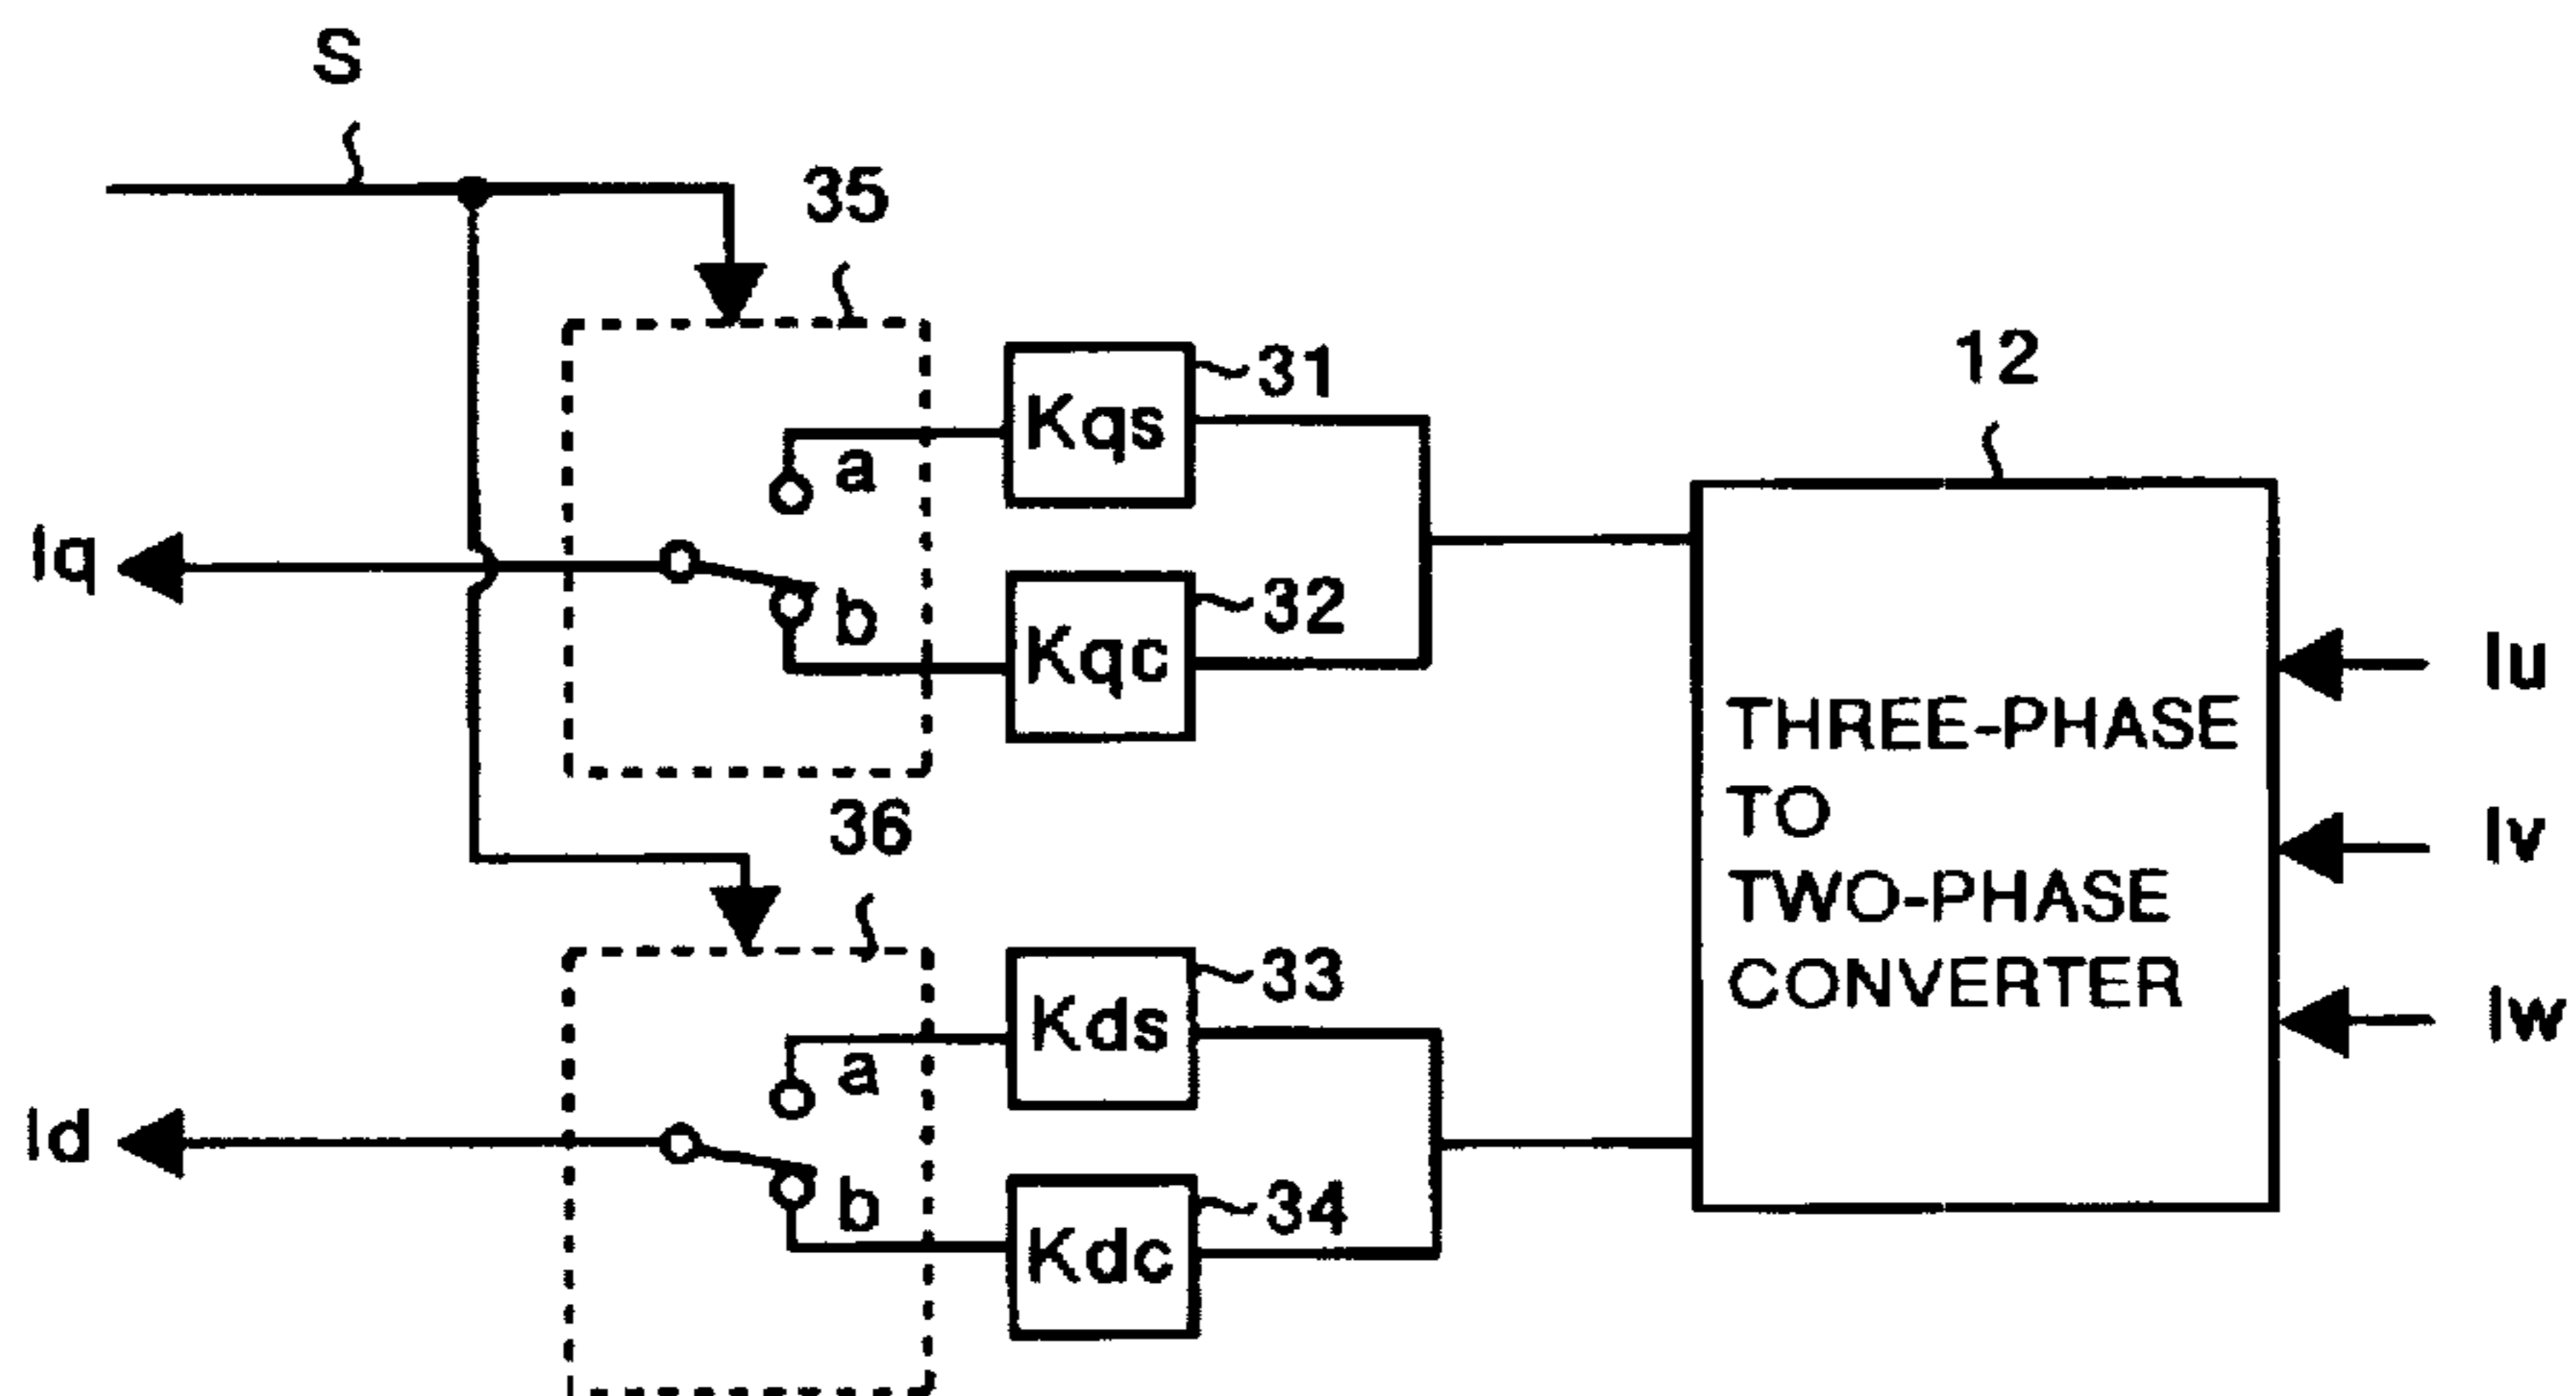 S
35
31
Kqs
12
a
Iq
b
32
Kqc
Iu
THREE-PHASE
TO
TWO-PHASE
CONVERTER
Iv
Iw
36
33
Kds
a
Id
b
34
Kdc